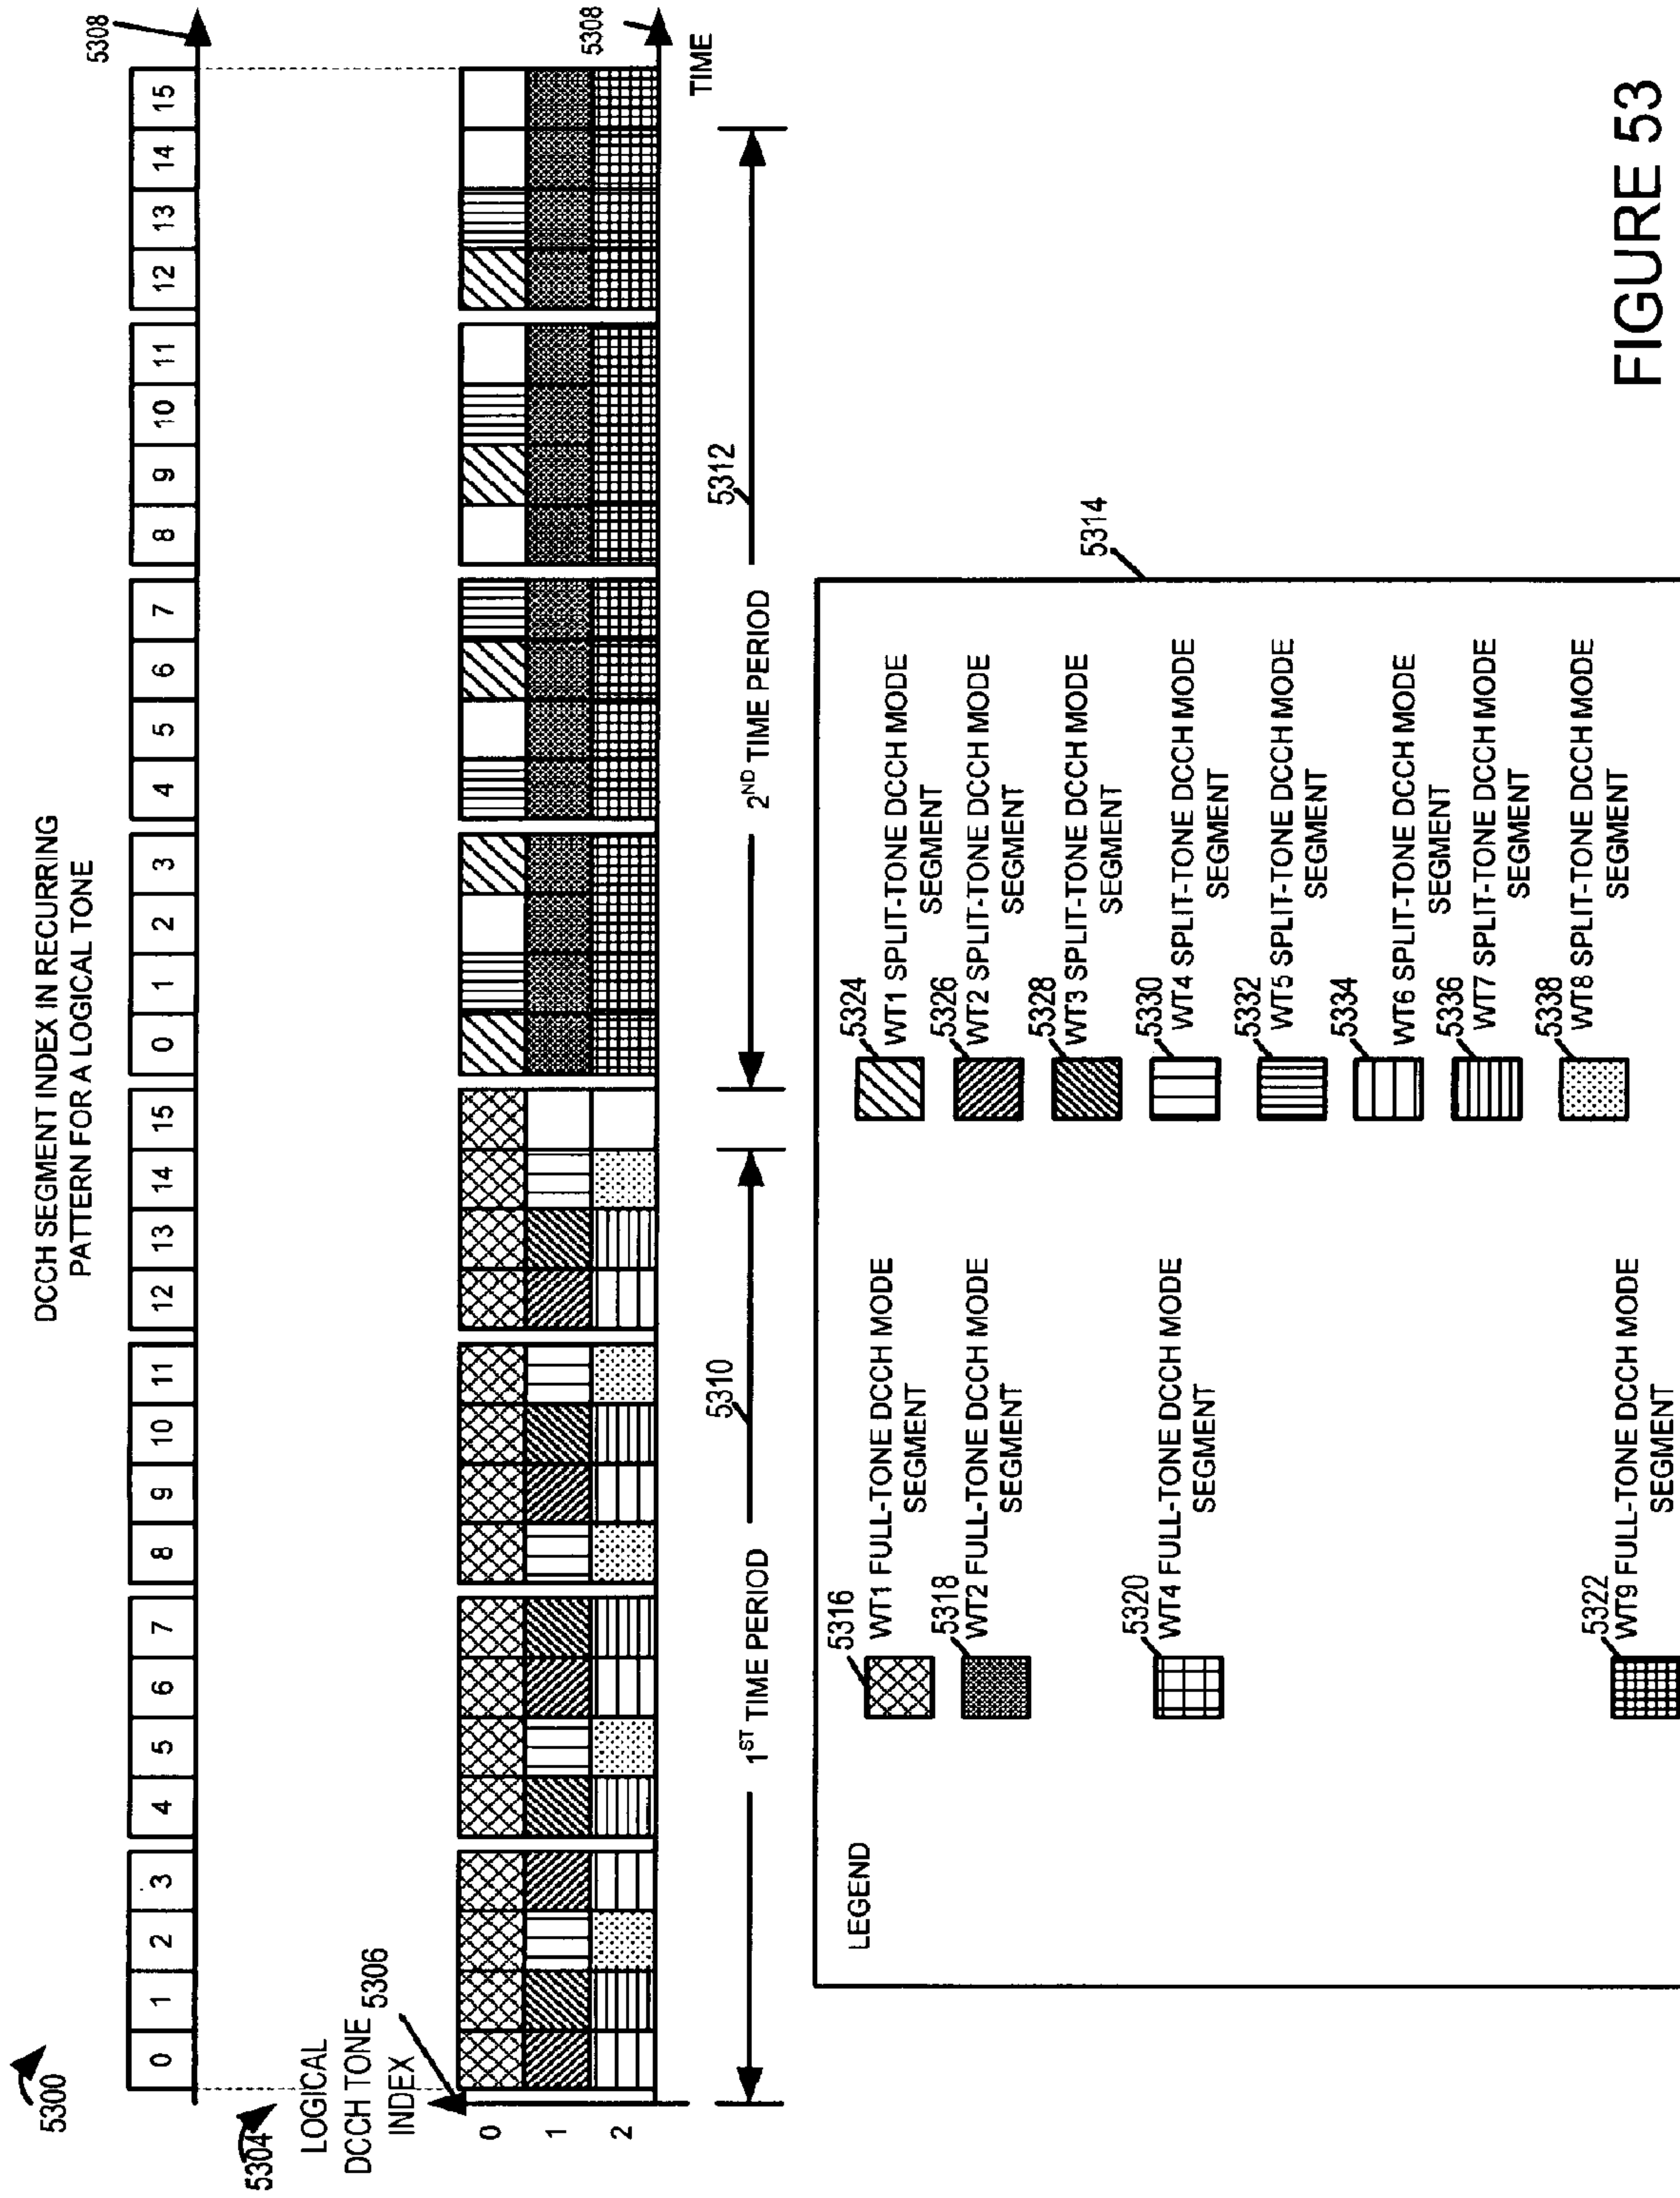 5300
DCCH SEGMENT INDEX IN RECURRING
PATTERN FOR A LOGICAL TONE
0 1 2 3 4 5 6 7 8 9 10 11 12 13 14 15 0 1 2 3 4 5 6 7 8 9 10 11 12 13 14 15
5308
5304
LOGICAL
DCCH TONE
INDEX
5306
0
1
2
5308
TIME
1ST TIME PERIOD
5310
2ND TIME PERIOD
5312
5314
LEGEND
5316
WT1 FULL-TONE DCCH MODE
SEGMENT
5318
WT2 FULL-TONE DCCH MODE
SEGMENT
5320
WT4 FULL-TONE DCCH MODE
SEGMENT
5322
WT9 FULL-TONE DCCH MODE
SEGMENT
5324
WT1 SPLIT-TONE DCCH MODE
SEGMENT
5326
WT2 SPLIT-TONE DCCH MODE
SEGMENT
5328
WT3 SPLIT-TONE DCCH MODE
SEGMENT
5330
WT4 SPLIT-TONE DCCH MODE
SEGMENT
5332
WT5 SPLIT-TONE DCCH MODE
SEGMENT
5334
WT6 SPLIT-TONE DCCH MODE
SEGMENT
5336
WT7 SPLIT-TONE DCCH MODE
SEGMENT
5338
WT8 SPLIT-TONE DCCH MODE
SEGMENT
FIGURE 53